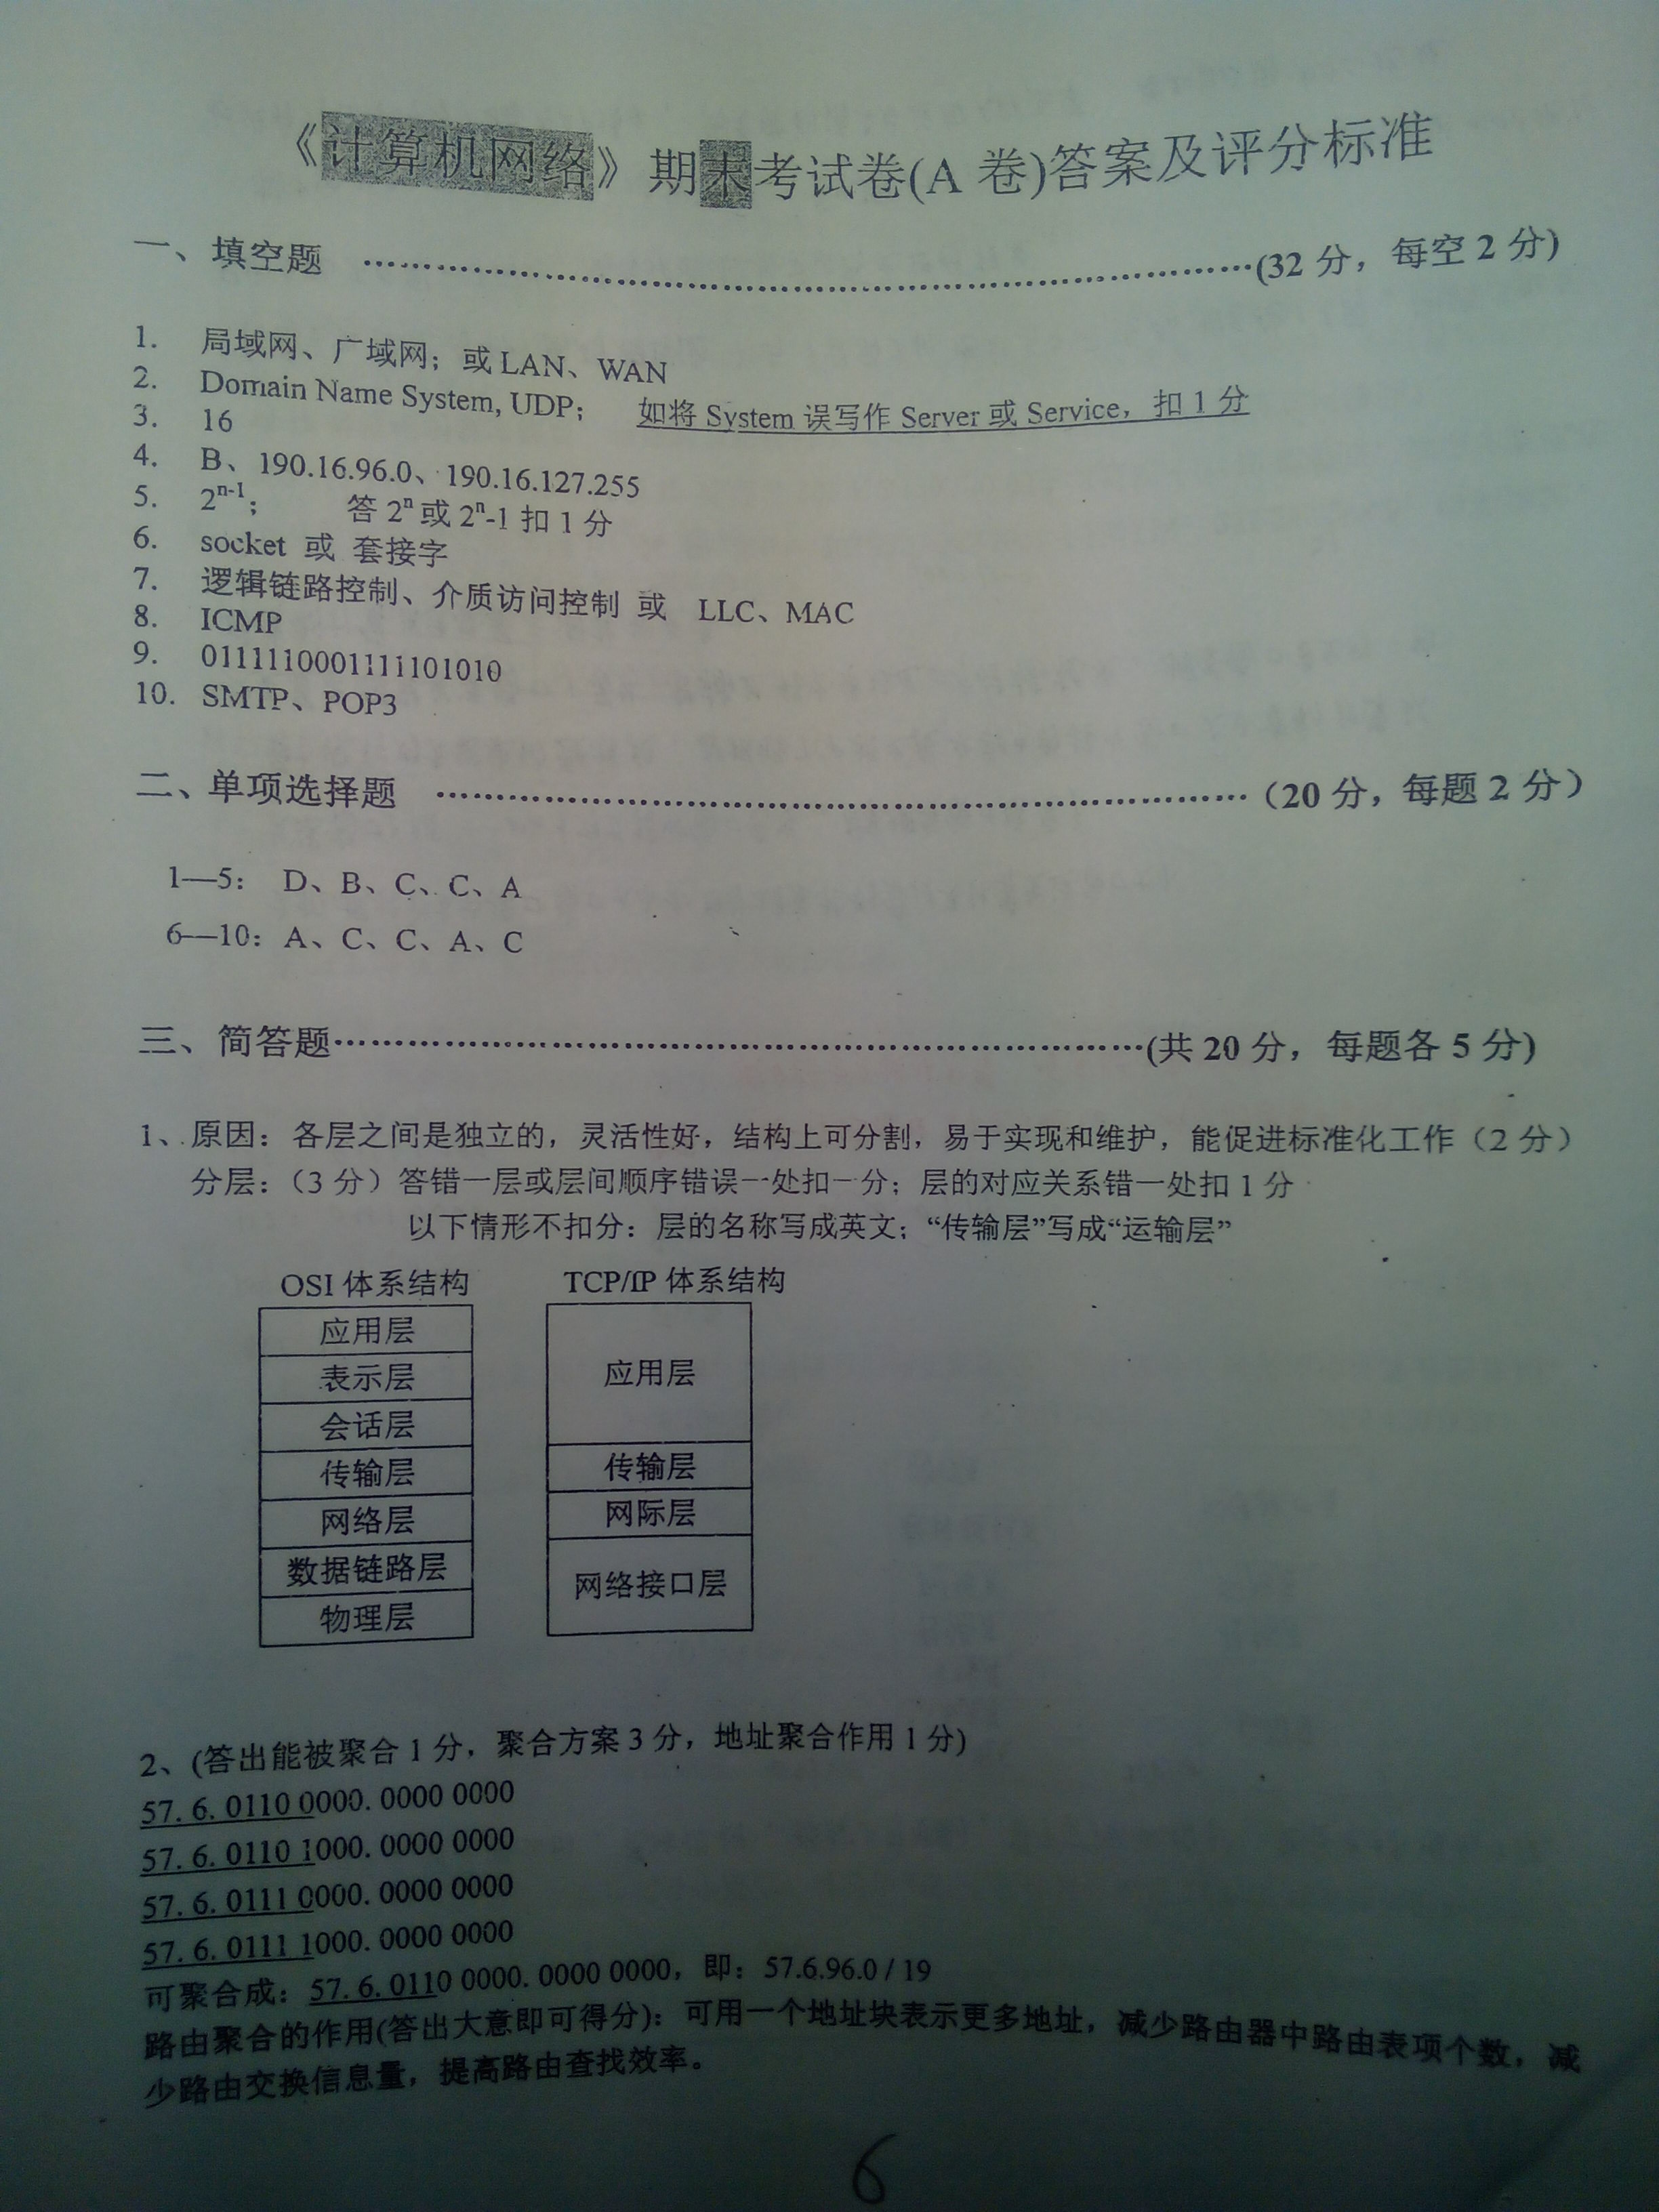 《计算机网络》期末考试卷(A 卷)答案及评分标准
一、填空题 ……………………………………………………(32 分，每空 2 分)
1. 局域网、广域网；或 LAN、WAN
2. Domain Name System, UDP； 如将 System 误写作 Server 或 Service，扣 1 分
3. 16
4. B、190.16.96.0、190.16.127.255
5. 2^{n-1}； 答 2^n 或 2^n-1 扣 1 分
6. socket 或 套接字
7. 逻辑链路控制、介质访问控制 或 LLC、MAC
8. ICMP
9. 0111110001111101010
10. SMTP、POP3
二、单项选择题 ……………………………………………………（20 分，每题 2 分）
1—5： D、B、C、C、A
6—10：A、C、C、A、C
三、简答题……………………………………………………(共 20 分，每题各 5 分)
1、原因：各层之间是独立的，灵活性好，结构上可分割，易于实现和维护，能促进标准化工作（2 分）
分层：（3 分）答错一层或层间顺序错误一处扣一分；层的对应关系错一处扣 1 分
以下情形不扣分：层的名称写成英文；“传输层”写成“运输层”
OSI 体系结构
应用层
表示层
会话层
传输层
网络层
数据链路层
物理层
TCP/IP 体系结构
应用层
传输层
网际层
网络接口层
2、(答出能被聚合 1 分，聚合方案 3 分，地址聚合作用 1 分)
57. 6. 0110 0000. 0000 0000
57. 6. 0110 1000. 0000 0000
57. 6. 0111 0000. 0000 0000
57. 6. 0111 1000. 0000 0000
可聚合成：57. 6. 0110 0000. 0000 0000，即：57.6.96.0 / 19
路由聚合的作用(答出大意即可得分)：可用一个地址块表示更多地址，减少路由器中路由表项个数，减
少路由交换信息量，提高路由查找效率。
6